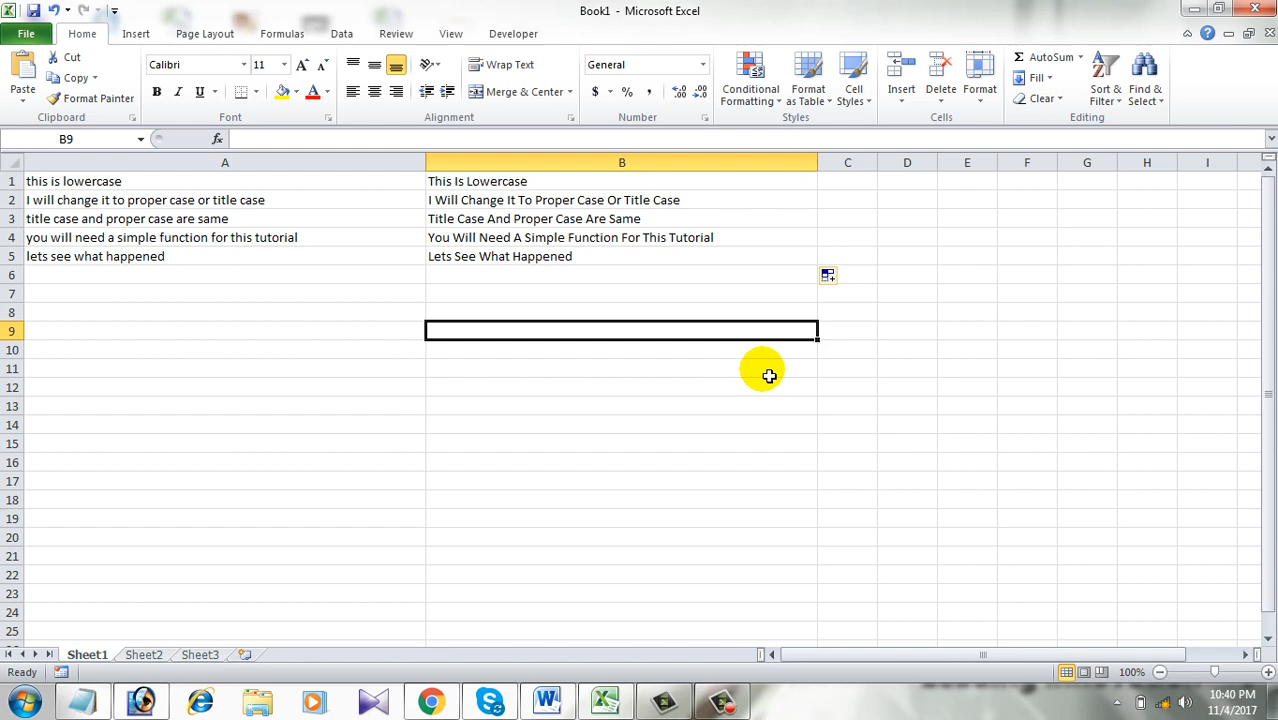 Book1 - Microsoft Excel
File Home Insert Page Layout Formulas Data Review View Developer
Cut Calibri 11 Wrap Text General AutoSum
Copy Fill
Paste Format Painter Merge & Center $ % , Conditional Formatting Format as Table Cell Styles Insert Delete Format Clear Sort & Filter Find & Select
B I U A
Clipboard Font Alignment Number Styles Cells Editing
B9 fx
A B C D E F G H I
1 this is lowercase This Is Lowercase
2 I will change it to proper case or title case I Will Change It To Proper Case Or Title Case
3 title case and proper case are same Title Case And Proper Case Are Same
4 you will need a simple function for this tutorial You Will Need A Simple Function For This Tutorial
5 lets see what happened Lets See What Happened
6
7
8
9
10
11
12
13
14
15
16
17
18
19
20
21
22
23
24
25
Sheet1 Sheet2 Sheet3
Ready 100%
10:40 PM
11/4/2017